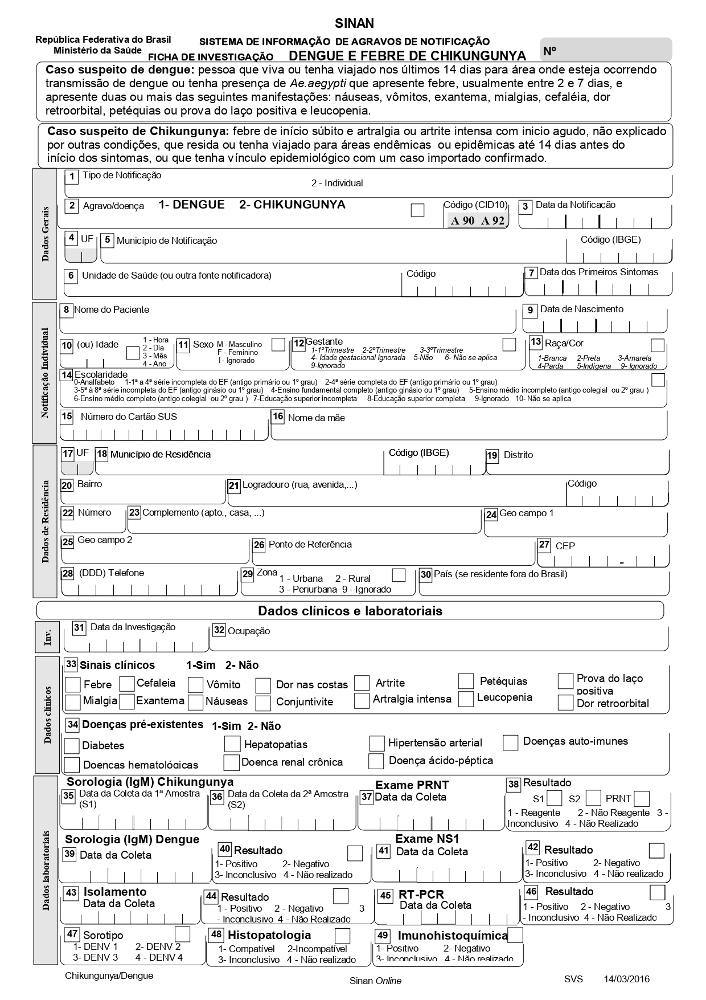 SINAN
República Federativa do Brasil
Ministério da Saúde
SISTEMA DE INFORMAÇÃO DE AGRAVOS DE NOTIFICAÇÃO
FICHA DE INVESTIGAÇÃO DENGUE E FEBRE DE CHIKUNGUNYA
Nº
Caso suspeito de dengue: pessoa que viva ou tenha viajado nos últimos 14 dias para área onde esteja ocorrendo
transmissão de dengue ou tenha presença de Ae.aegypti que apresente febre, usualmente entre 2 e 7 dias, e
apresente duas ou mais das seguintes manifestações: náuseas, vômitos, exantema, mialgias, cefaléia, dor
retroorbital, petéquias ou prova do laço positiva e leucopenia.
Caso suspeito de Chikungunya: febre de início súbito e artralgia ou artrite intensa com inicio agudo, não explicado
por outras condições, que resida ou tenha viajado para áreas endêmicas ou epidêmicas até 14 dias antes do
início dos sintomas, ou que tenha vínculo epidemiológico com um caso importado confirmado.
Dados Gerais
1 Tipo de Notificação
2 - Individual
2 Agravo/doença 1- DENGUE 2- CHIKUNGUNYA
Código (CID10)
A 90 A 92
3 Data da Notificação
4 UF
5 Município de Notificação
Código (IBGE)
6 Unidade de Saúde (ou outra fonte notificadora)
Código
7 Data dos Primeiros Sintomas
Notificação Individual
8 Nome do Paciente
9 Data de Nascimento
10 (ou) Idade
1 - Hora
2 - Dia
3 - Mês
4 - Ano
11 Sexo M - Masculino
F - Feminino
I - Ignorado
12 Gestante
1-1ºTrimestre 2-2ºTrimestre 3-3ºTrimestre
4- Idade gestacional Ignorada 5-Não 6- Não se aplica
9-Ignorado
13 Raça/Cor
1-Branca 2-Preta 3-Amarela
4-Parda 5-Indígena 9- Ignorado
14 Escolaridade
0-Analfabeto 1-1ª a 4ª série incompleta do EF (antigo primário ou 1º grau) 2-4ª série completa do EF (antigo primário ou 1º grau)
3-5ª à 8ª série incompleta do EF (antigo ginásio ou 1º grau) 4-Ensino fundamental completo (antigo ginásio ou 1º grau) 5-Ensino médio incompleto (antigo colegial ou 2º grau )
6-Ensino médio completo (antigo colegial ou 2º grau ) 7-Educação superior incompleta 8-Educação superior completa 9-Ignorado 10- Não se aplica
15 Número do Cartão SUS
16 Nome da mãe
Dados de Residência
17 UF
18 Município de Residência
Código (IBGE)
19 Distrito
20 Bairro
21 Logradouro (rua, avenida,...)
Código
22 Número
23 Complemento (apto., casa, ...)
24 Geo campo 1
25 Geo campo 2
26 Ponto de Referência
27 CEP
-
28 (DDD) Telefone
29 Zona
1 - Urbana 2 - Rural
3 - Periurbana 9 - Ignorado
30 País (se residente fora do Brasil)
Dados clínicos e laboratoriais
Inv.
31 Data da Investigação
32 Ocupação
Dados clínicos
33 Sinais clínicos 1-Sim 2- Não
Febre Cefaleia Vômito Dor nas costas Artrite Petéquias Prova do laço
positiva
Mialgia Exantema Náuseas Conjuntivite Artralgia intensa Leucopenia Dor retroorbital
34 Doenças pré-existentes 1-Sim 2- Não
Diabetes Hepatopatias Hipertensão arterial Doenças auto-imunes
Doencas hematológicas Doenca renal crônica Doença ácido-péptica
Dados laboratoriais
Sorologia (IgM) Chikungunya
35 Data da Coleta da 1ª Amostra
(S1)
36 Data da Coleta da 2ª Amostra
(S2)
Exame PRNT
37 Data da Coleta
38 Resultado
S1 S2 PRNT
1 - Reagente 2 - Não Reagente 3 -
Inconclusivo 4 - Não Realizado
Sorologia (IgM) Dengue
39 Data da Coleta
40 Resultado
1- Positivo 2- Negativo
3- Inconclusivo 4 - Não realizado
Exame NS1
41 Data da Coleta
42 Resultado
1- Positivo 2- Negativo
3- Inconclusivo 4 - Não realizado
43 Isolamento
Data da Coleta
44 Resultado
1 - Positivo 2 - Negativo 3
- Inconclusivo 4 - Não Realizado
45 RT-PCR
Data da Coleta
46 Resultado
1 - Positivo 2 - Negativo 3
- Inconclusivo 4 - Não Realizado
47 Sorotipo
1- DENV 1 2- DENV 2
3- DENV 3 4 - DENV 4
48 Histopatologia
1- Compatível 2-Incompatível
3- Inconclusivo 4 - Não realizado
49 Imunohistoquímica
1- Positivo 2- Negativo
3- Inconclusivo 4 - Não realizado
Chikungunya/Dengue
Sinan Online
SVS 14/03/2016